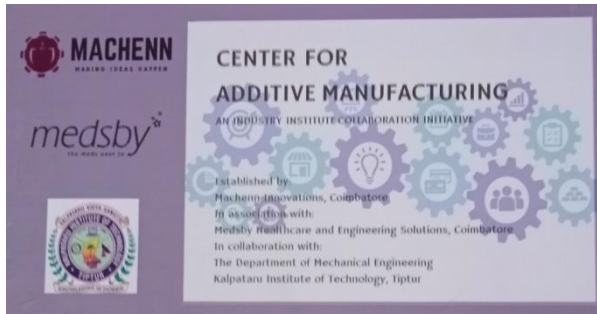 MACHENN
MAKING IDEAS HAPPEN
medsby
CENTER FOR
ADDITIVE MANUFACTURING
AN INDUSTRY INSTITUTE COLLABORATION INITIATIVE
Established by:
Machenn Innovations, Coimbatore
In association with:
Medsby Healthcare and Engineering Solutions, Coimbatore
In collaboration with:
The Department of Mechanical Engineering
Kalpataru Institute of Technology, Tiptur
TIPTUR